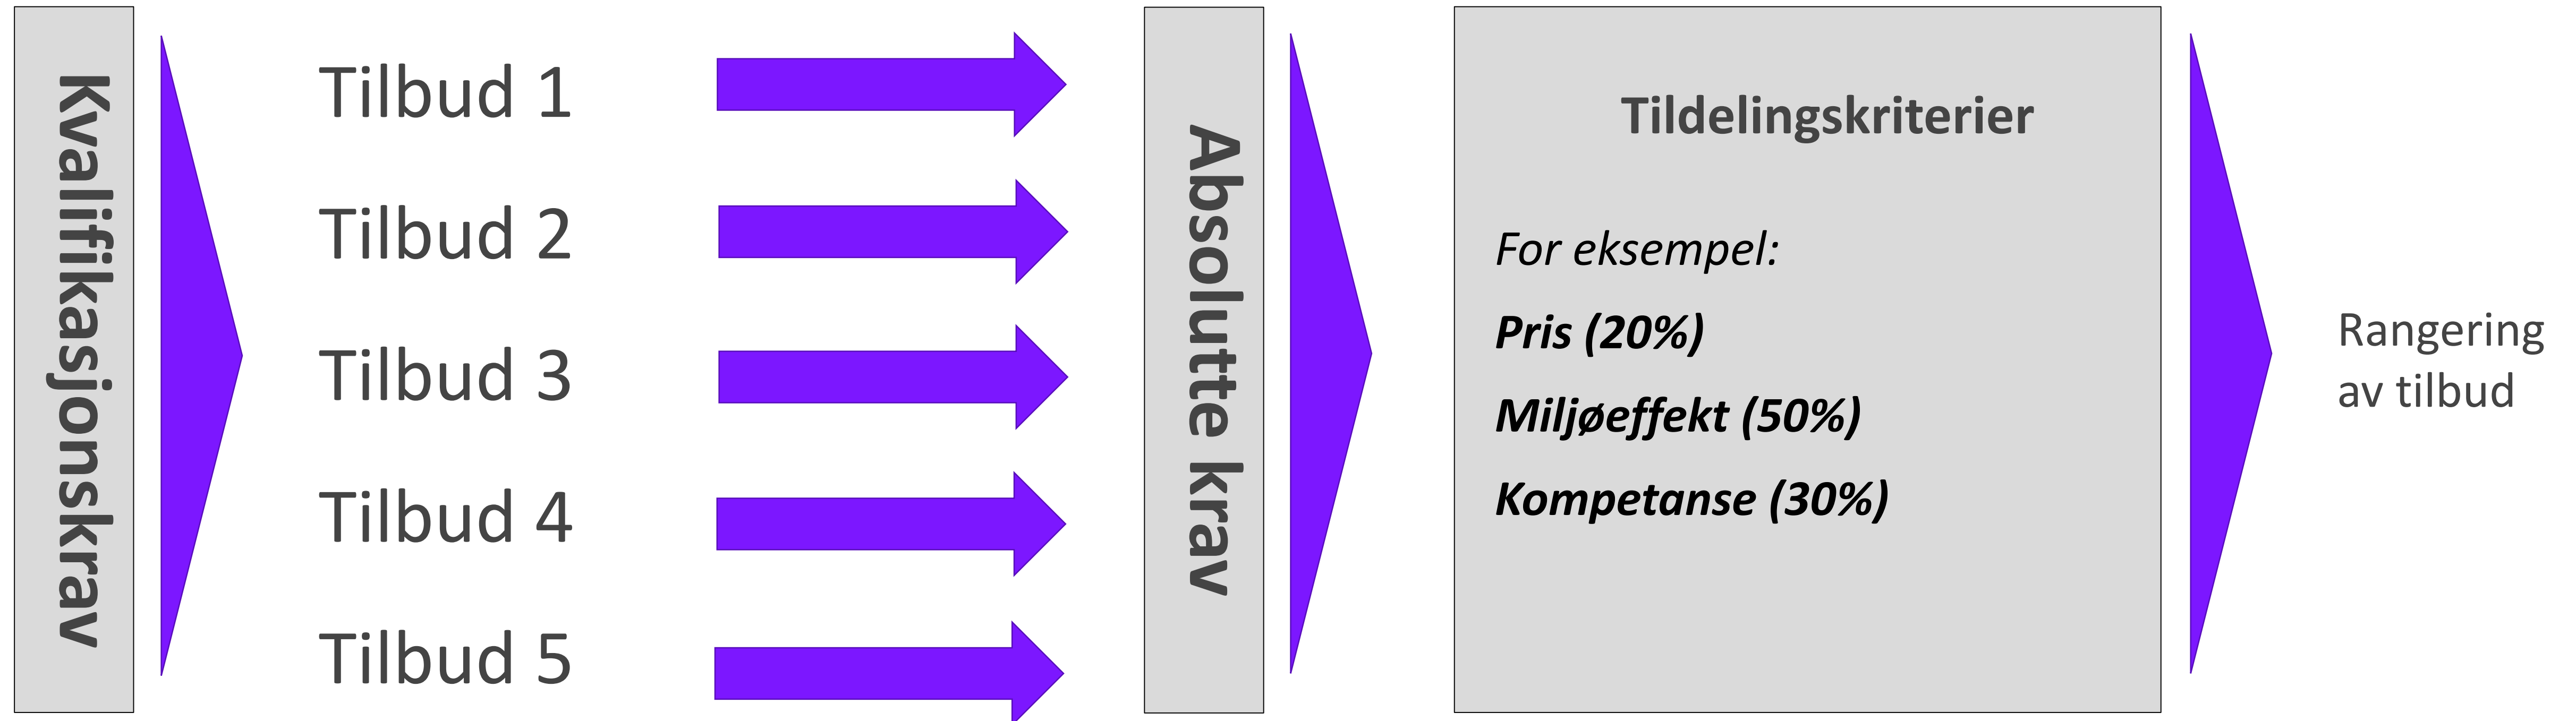 Kvalifikasjonskrav
Tilbud 1
Tilbud 2
Tilbud 3
Tilbud 4
Tilbud 5
Absolutte krav
Tildelingskriterier
For eksempel:
Pris (20%)
Miljøeffekt (50%)
Kompetanse (30%)
Rangering
av tilbud